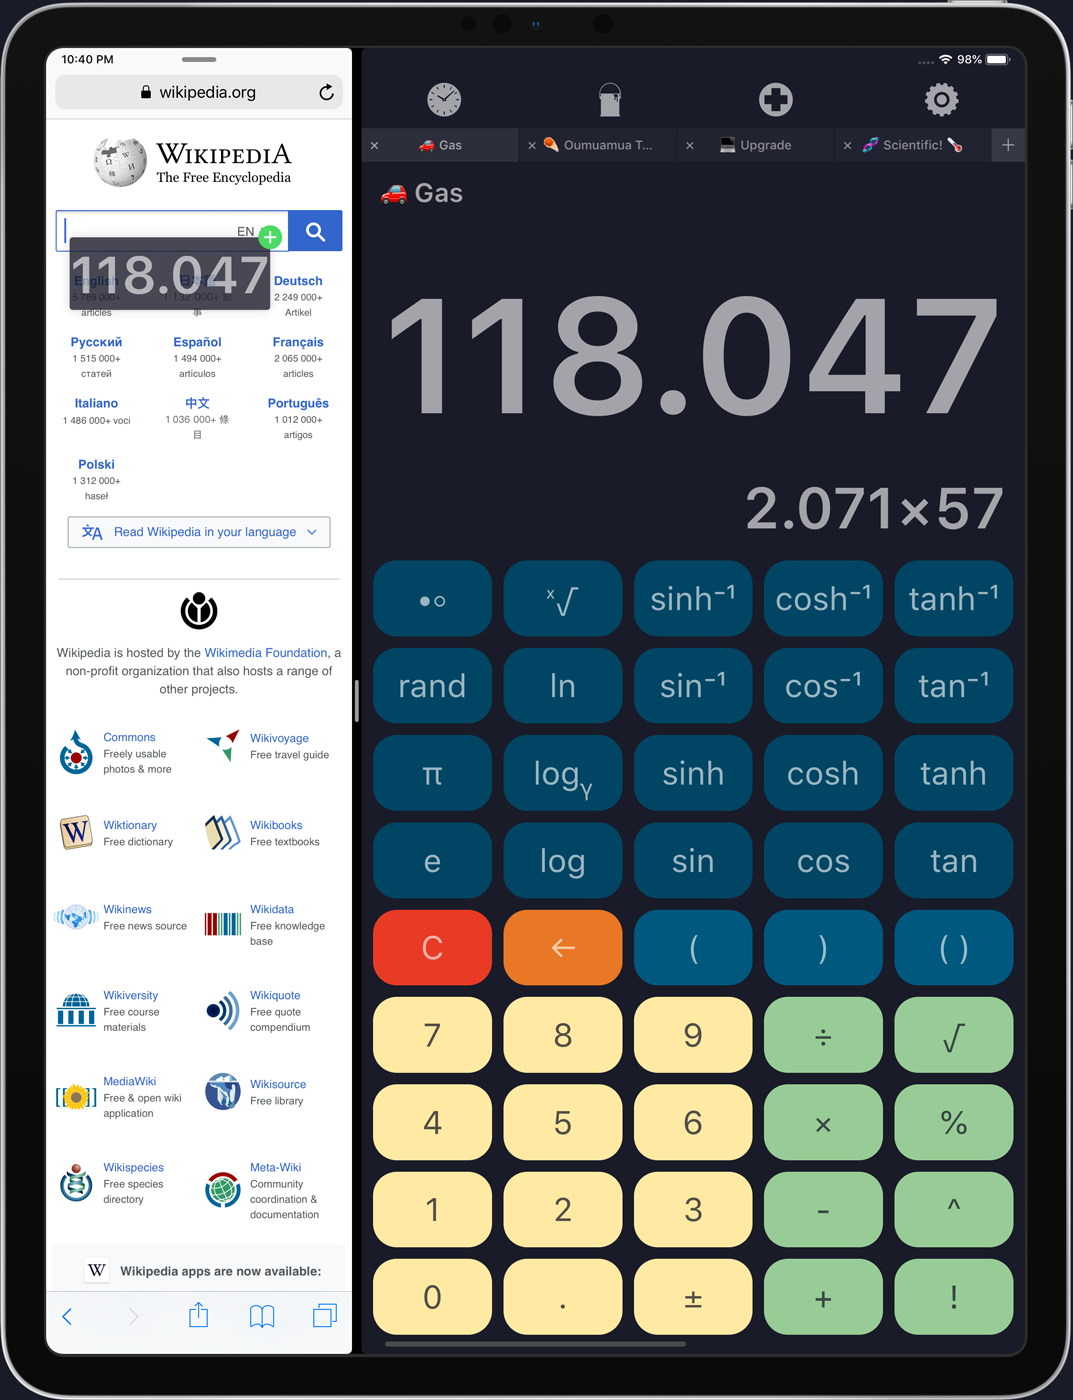 10:40 PM
98%
wikipedia.org
WIKIPEDIA
The Free Encyclopedia
EN
118.047
English
日本語
Deutsch
5 769 000+
1 132 000+ 記
2 249 000+
articles
事
Artikel
Русский
Español
Français
1 515 000+
1 494 000+
2 065 000+
статей
artículos
articles
Italiano
中文
Português
1 486 000+ voci
1 036 000+ 條
1 012 000+
目
artigos
Polski
1 312 000+
haseł
文A Read Wikipedia in your language
Wikipedia is hosted by the Wikimedia Foundation, a
non-profit organization that also hosts a range of
other projects.
Commons
Freely usable
photos & more
Wikivoyage
Free travel guide
W
Wiktionary
Free dictionary
Wikibooks
Free textbooks
Wikinews
Free news source
Wikidata
Free knowledge
base
Wikiversity
Free course
materials
Wikiquote
Free quote
compendium
MediaWiki
Free & open wiki
application
Wikisource
Free library
Wikispecies
Free species
directory
Meta-Wiki
Community
coordination &
documentation
W Wikipedia apps are now available:
× Gas
× Oumuamua T...
× Upgrade
× Scientific!
+
Gas
118.047
2.071×57
ˣ√ sinh⁻¹ cosh⁻¹ tanh⁻¹
rand ln sin⁻¹ cos⁻¹ tan⁻¹
π logᵧ sinh cosh tanh
e log sin cos tan
C ← ( ) ( )
7 8 9 ÷ √
4 5 6 × %
1 2 3 - ^
0 . ± + !